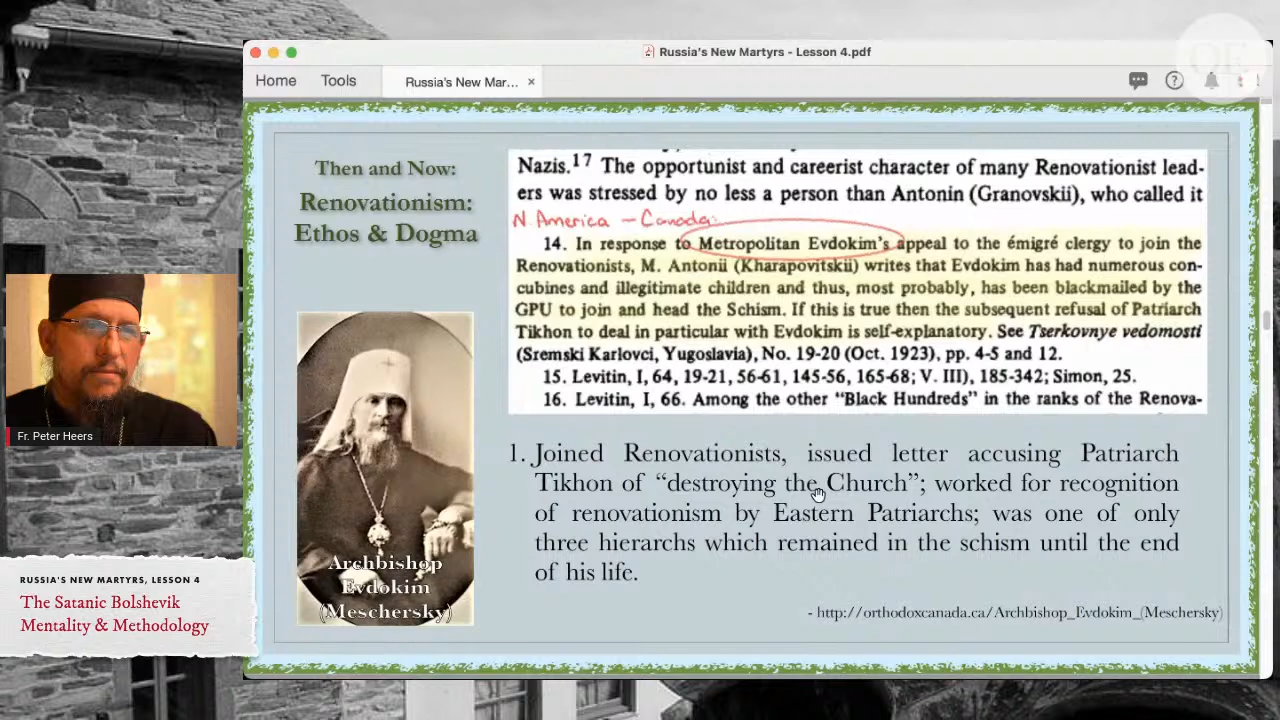 Russia's New Martyrs - Lesson 4.pdf
Home
Tools
Russia's New Mar...
×
OE
Then and Now:
Renovationism:
Ethos & Dogma
Nazis.17 The opportunist and careerist character of many Renovationist lead-
ers was stressed by no less a person than Antonin (Granovskii), who called it
N. America - Canada
14. In response to Metropolitan Evdokim's appeal to the émigré clergy to join the
Renovationists, M. Antonii (Kharapovitskii) writes that Evdokim has had numerous con-
cubines and illegitimate children and thus, most probably, has been blackmailed by the
GPU to join and head the Schism. If this is true then the subsequent refusal of Patriarch
Tikhon to deal in particular with Evdokim is self-explanatory. See Tserkovnye vedomosti
(Sremski Karlovci, Yugoslavia), No. 19-20 (Oct. 1923), pp. 4-5 and 12.
15. Levitin, I, 64, 19-21, 56-61, 145-56, 165-68; V. III), 185-342; Simon, 25.
16. Levitin, I, 66. Among the other "Black Hundreds" in the ranks of the Renova-
Archbishop
Evdokim
(Meschersky)
1. Joined Renovationists, issued letter accusing Patriarch
Tikhon of “destroying the Church”; worked for recognition
of renovationism by Eastern Patriarchs; was one of only
three hierarchs which remained in the schism until the end
of his life.
- http://orthodoxcanada.ca/Archbishop_Evdokim_(Meschersky)
Fr. Peter Heers
RUSSIA'S NEW MARTYRS, LESSON 4
The Satanic Bolshevik
Mentality & Methodology